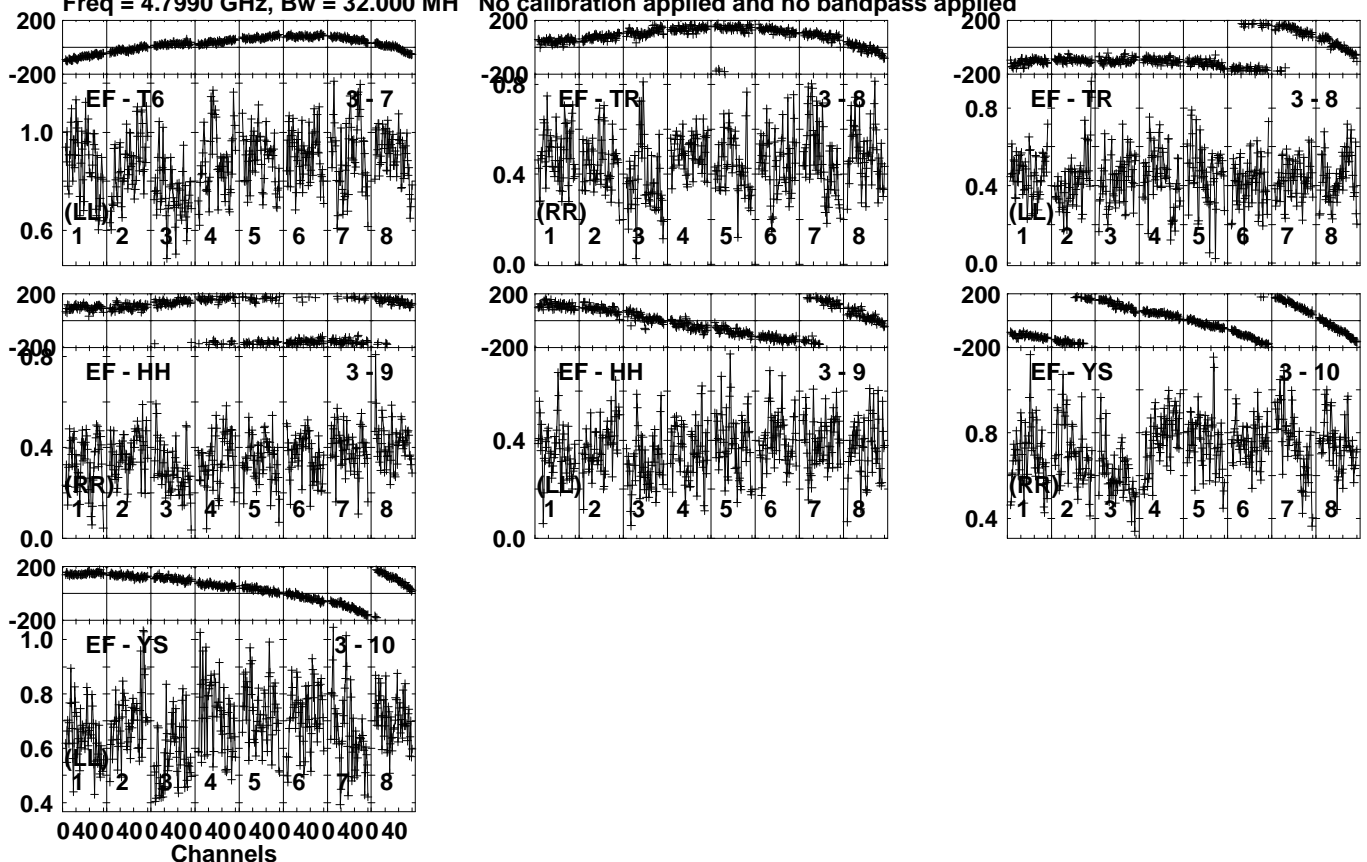 Freq = 4.7990 GHz, Bw = 32.000 MH No calibration applied and no bandpass applied
200
-200
EF - T6 3 - 7
1.0
(LL)
0.6
1 2 3 4 5 6 7 8
200
-200
0.8
EF - TR 3 - 8
0.4
(RR)
1 2 3 4 5 6 7 8
0.0
200
-200
EF - TR 3 - 8
0.8
0.4
(LL)
1 2 3 4 5 6 7 8
0.0
200
-200
0.8
EF - HH 3 - 9
0.4
(RR)
1 2 3 4 5 6 7 8
0.0
200
-200
EF - HH 3 - 9
0.4
(LL)
1 2 3 4 5 6 7 8
0.0
200
-200
EF - YS 3 - 10
0.8
(RR)
1 2 3 4 5 6 7 8
0.4
200
-200
1.0
EF - YS 3 - 10
0.8
0.6
(LL)
1 2 3 4 5 6 7 8
0.4
0 40 0 40 0 40 0 40 0 40 0 40 0 40 0 40
Channels